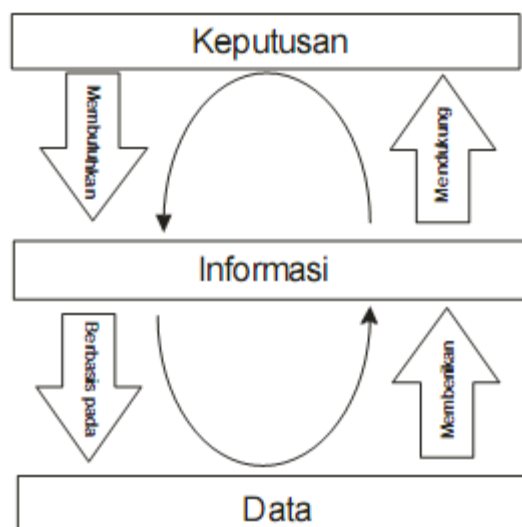 Keputusan
Membutuhkan
Mendukung
Informasi
Berbasis pada
Memberikan
Data